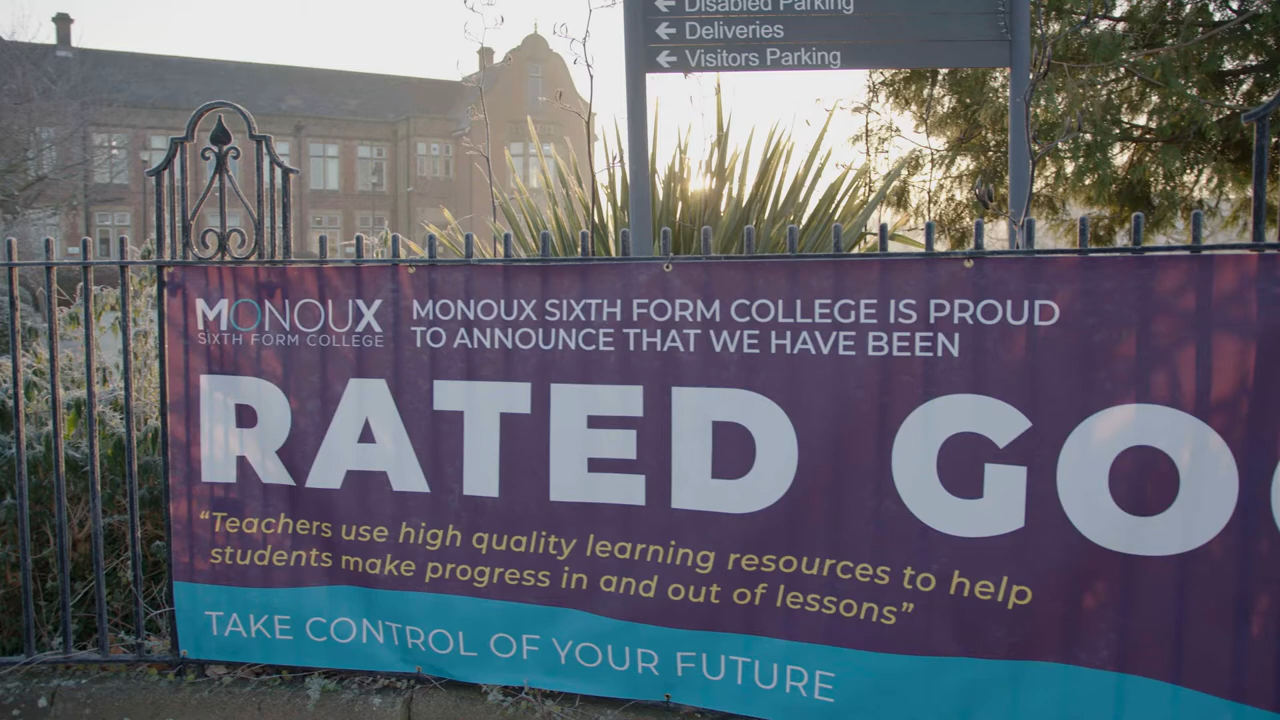 ← Disabled Parking
← Deliveries
← Visitors Parking
MONOUX
SIXTH FORM COLLEGE
MONOUX SIXTH FORM COLLEGE IS PROUD
TO ANNOUNCE THAT WE HAVE BEEN
RATED GO
“Teachers use high quality learning resources to help
students make progress in and out of lessons”
TAKE CONTROL OF YOUR FUTURE